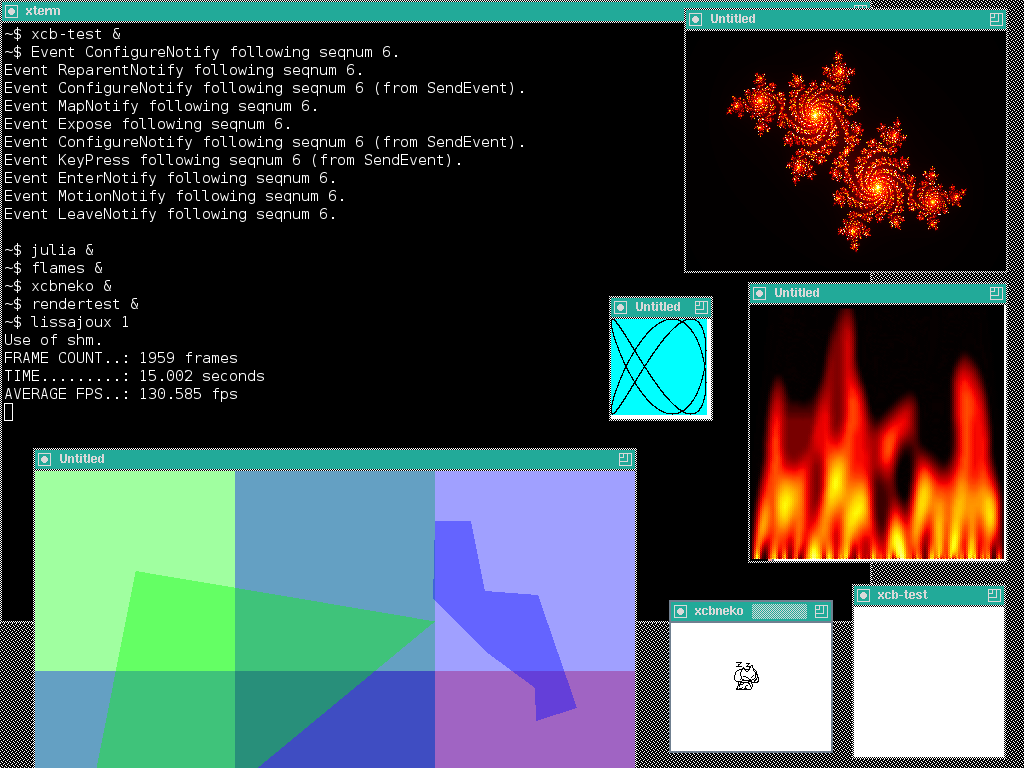 xterm
~$ xcb-test &
~$ Event ConfigureNotify following seqnum 6.
Event ReparentNotify following seqnum 6.
Event ConfigureNotify following seqnum 6 (from SendEvent).
Event MapNotify following seqnum 6.
Event Expose following seqnum 6.
Event ConfigureNotify following seqnum 6 (from SendEvent).
Event KeyPress following seqnum 6 (from SendEvent).
Event EnterNotify following seqnum 6.
Event MotionNotify following seqnum 6.
Event LeaveNotify following seqnum 6.
~$ julia &
~$ flames &
~$ xcbneko &
~$ rendertest &
~$ lissajoux 1
Use of shm.
FRAME COUNT..: 1959 frames
TIME.........: 15.002 seconds
AVERAGE FPS..: 130.585 fps
Untitled
Untitled
Untitled
Untitled
xcbneko
z z
z
xcb-test